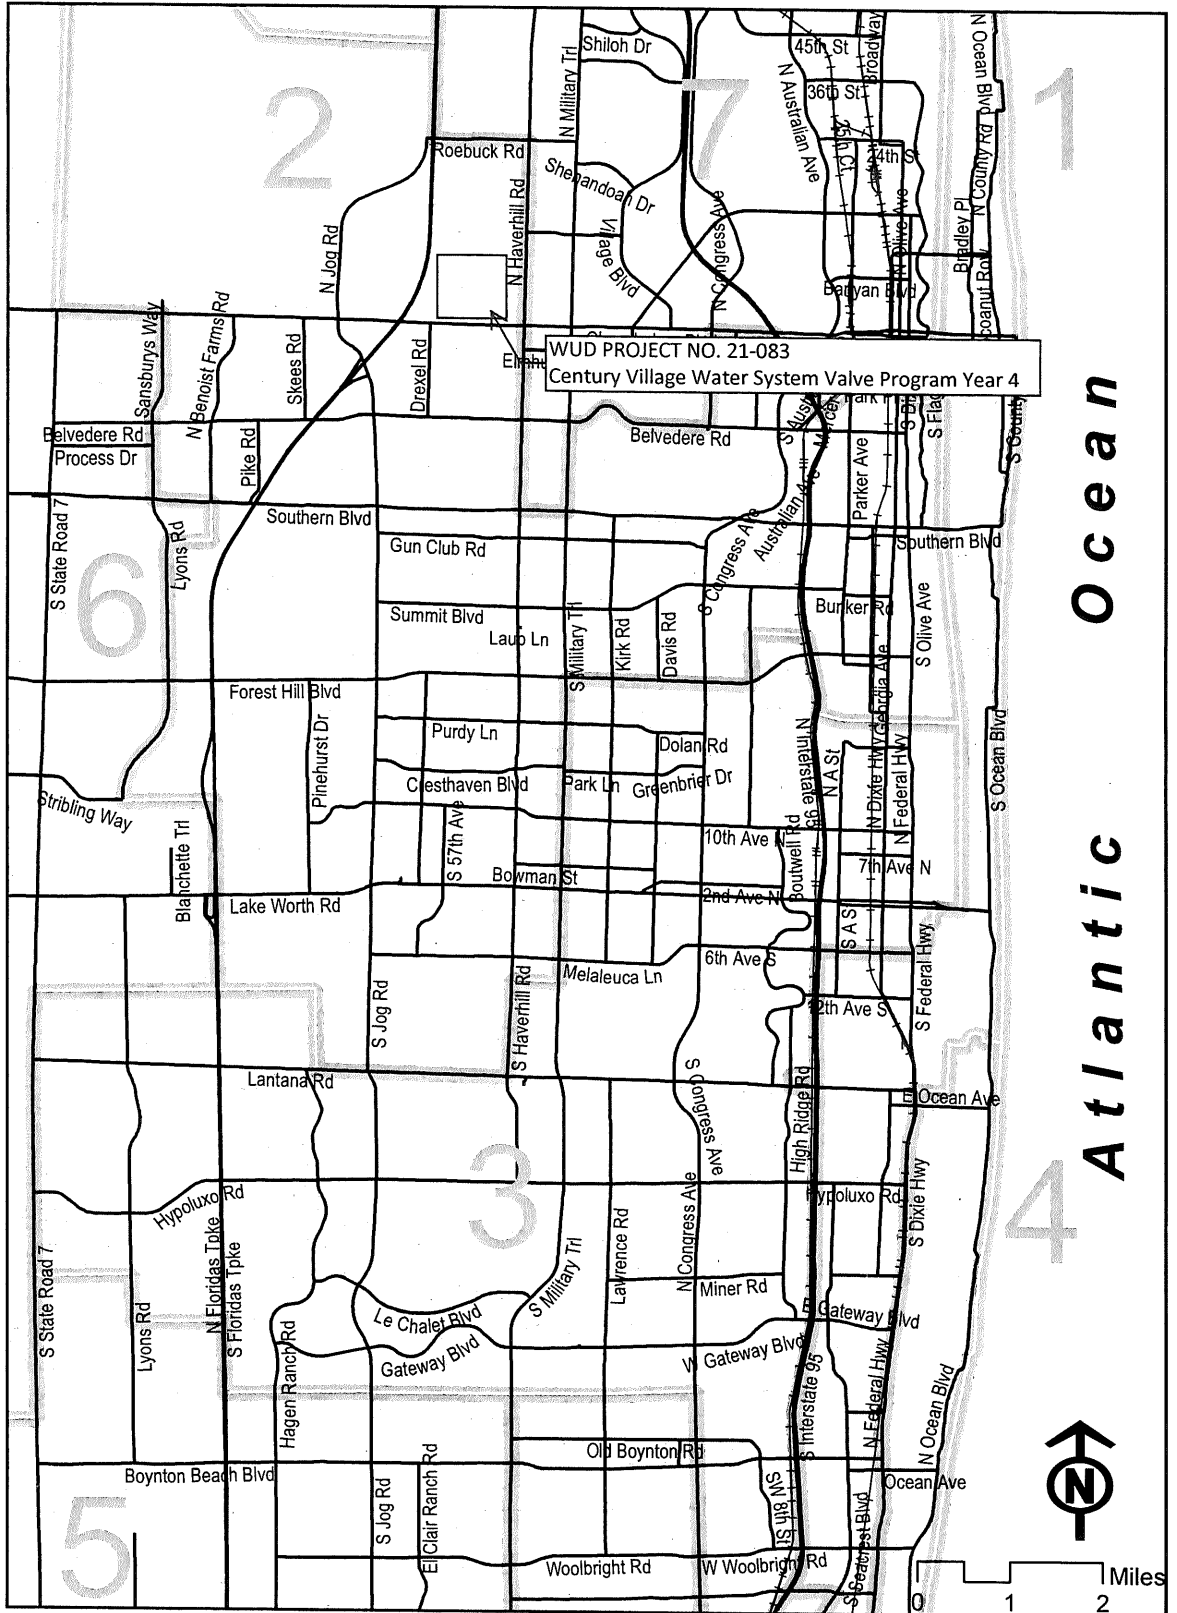 Shiloh Dr
45th St
Broadway
N Ocean Blvd
N Military Trl
N Australian Ave
36th St
7
1
2
25th Ct
Roebuck Rd
Shenandoah Dr
N County Rd
N Haverhill Rd
Village Blvd
N Congress Ave
N Olive Ave
Bradley Pl
N Jog Rd
Banyan Blvd
Sansburys Way
N Benoist Farms Rd
Skees Rd
Drexel Rd
WUD PROJECT NO. 21-083
Century Village Water System Valve Program Year 4
Belvedere Rd
Process Dr
Pike Rd
Belvedere Rd
Parker Ave
S County
S State Road 7
Lyons Rd
Southern Blvd
Gun Club Rd
S Congress Ave
Australian Ave
Southern Blvd
6
Summit Blvd
Laub Ln
S Military Trl
Kirk Rd
Davis Rd
Bunker Rd
S Olive Ave
Georgia Ave
Forest Hill Blvd
Pinehurst Dr
Purdy Ln
Dolan Rd
N Interstate 95
N A St
N Dixie Hwy
N Federal Hwy
S Ocean Blvd
Cresthaven Blvd
Park Ln
Greenbrier Dr
Stribling Way
S 57th Ave
10th Ave N
Boutwell Rd
7th Ave N
Blanchette Trl
Bowman St
2nd Ave N
Lake Worth Rd
S A St
6th Ave S
Melaleuca Ln
S Jog Rd
S Haverhill Rd
12th Ave S
S Federal Hwy
Lantana Rd
S Congress Ave
High Ridge Rd
E Ocean Ave
3
4
Hypoluxo Rd
Hypoluxo Rd
S Dixie Hwy
S State Road 7
Lyons Rd
N Floridas Tpke
S Floridas Tpke
S Military Trl
Lawrence Rd
N Congress Ave
Miner Rd
Le Chalet Blvd
E Gateway Blvd
Hagen Ranch Rd
Gateway Blvd
W Gateway Blvd
S Interstate 95
N Federal Hwy
N Ocean Blvd
Old Boynton Rd
Boynton Beach Blvd
S Jog Rd
El Clair Ranch Rd
SW 8th St
Ocean Ave
5
S Seacrest Blvd
Woolbright Rd
W Woolbright Rd
Atlantic Ocean
N
Miles
0 1 2